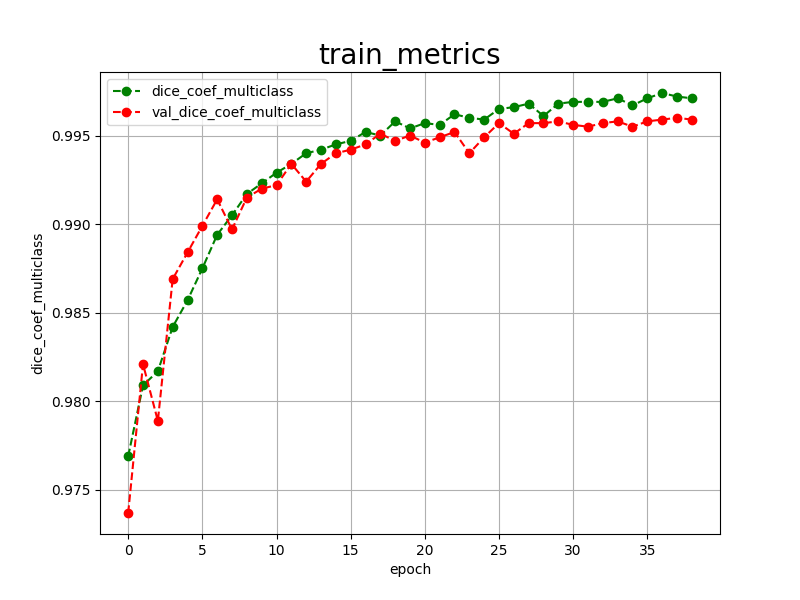 train_metrics
dice_coef_multiclass
val_dice_coef_multiclass
0.995
0.990
0.985
0.980
0.975
dice_coef_multiclass
0 5 10 15 20 25 30 35
epoch